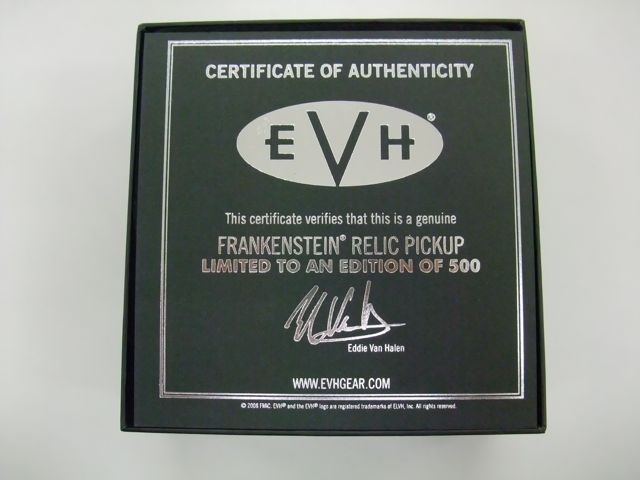 CERTIFICATE OF AUTHENTICITY
EVH®
This certificate verifies that this is a genuine
FRANKENSTEIN® RELIC PICKUP
LIMITED TO AN EDITION OF 500
Eddie Van Halen
WWW.EVHGEAR.COM
© 2006 FMIC. EVH® and the EVH® logo are registered trademarks of ELVH, Inc. All rights reserved.